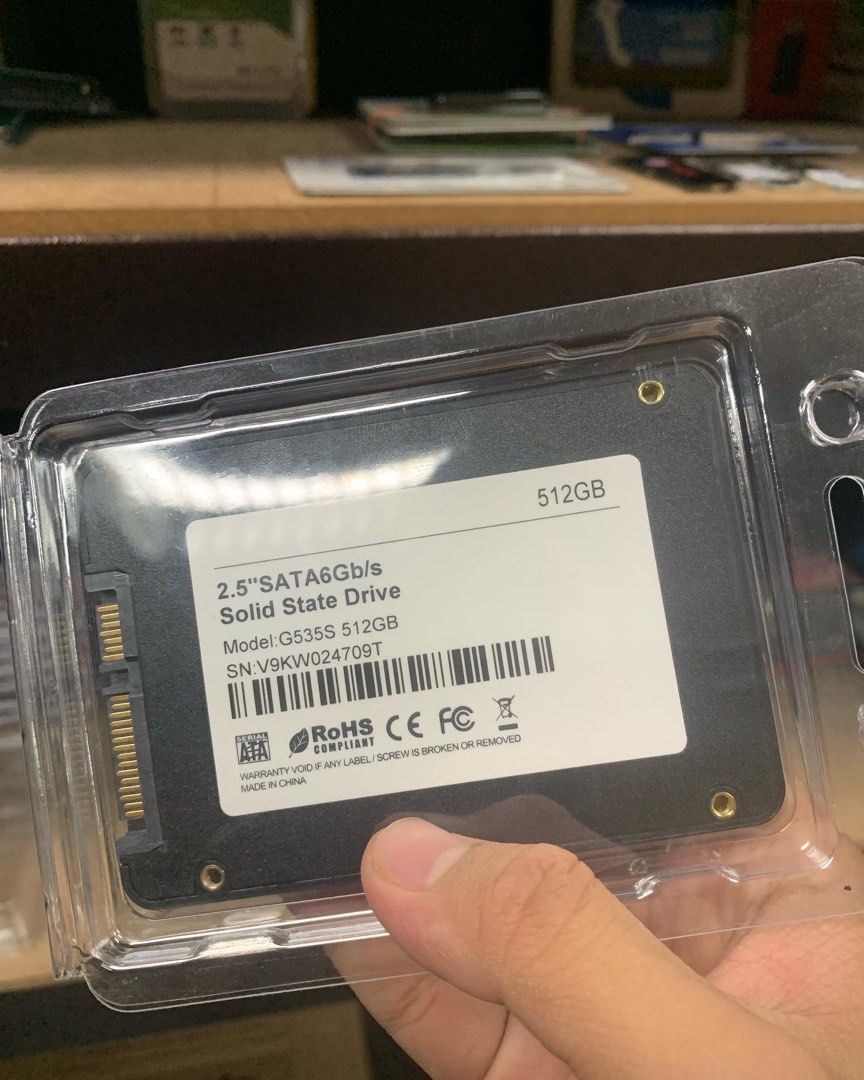 512GB
2.5"SATA6Gb/s
Solid State Drive
Model:G535S 512GB
SN:V9KW024709T
SERIAL ATA RoHS COMPLIANT CE FC
WARRANTY VOID IF ANY LABEL / SCREW IS BROKEN OR REMOVED
MADE IN CHINA